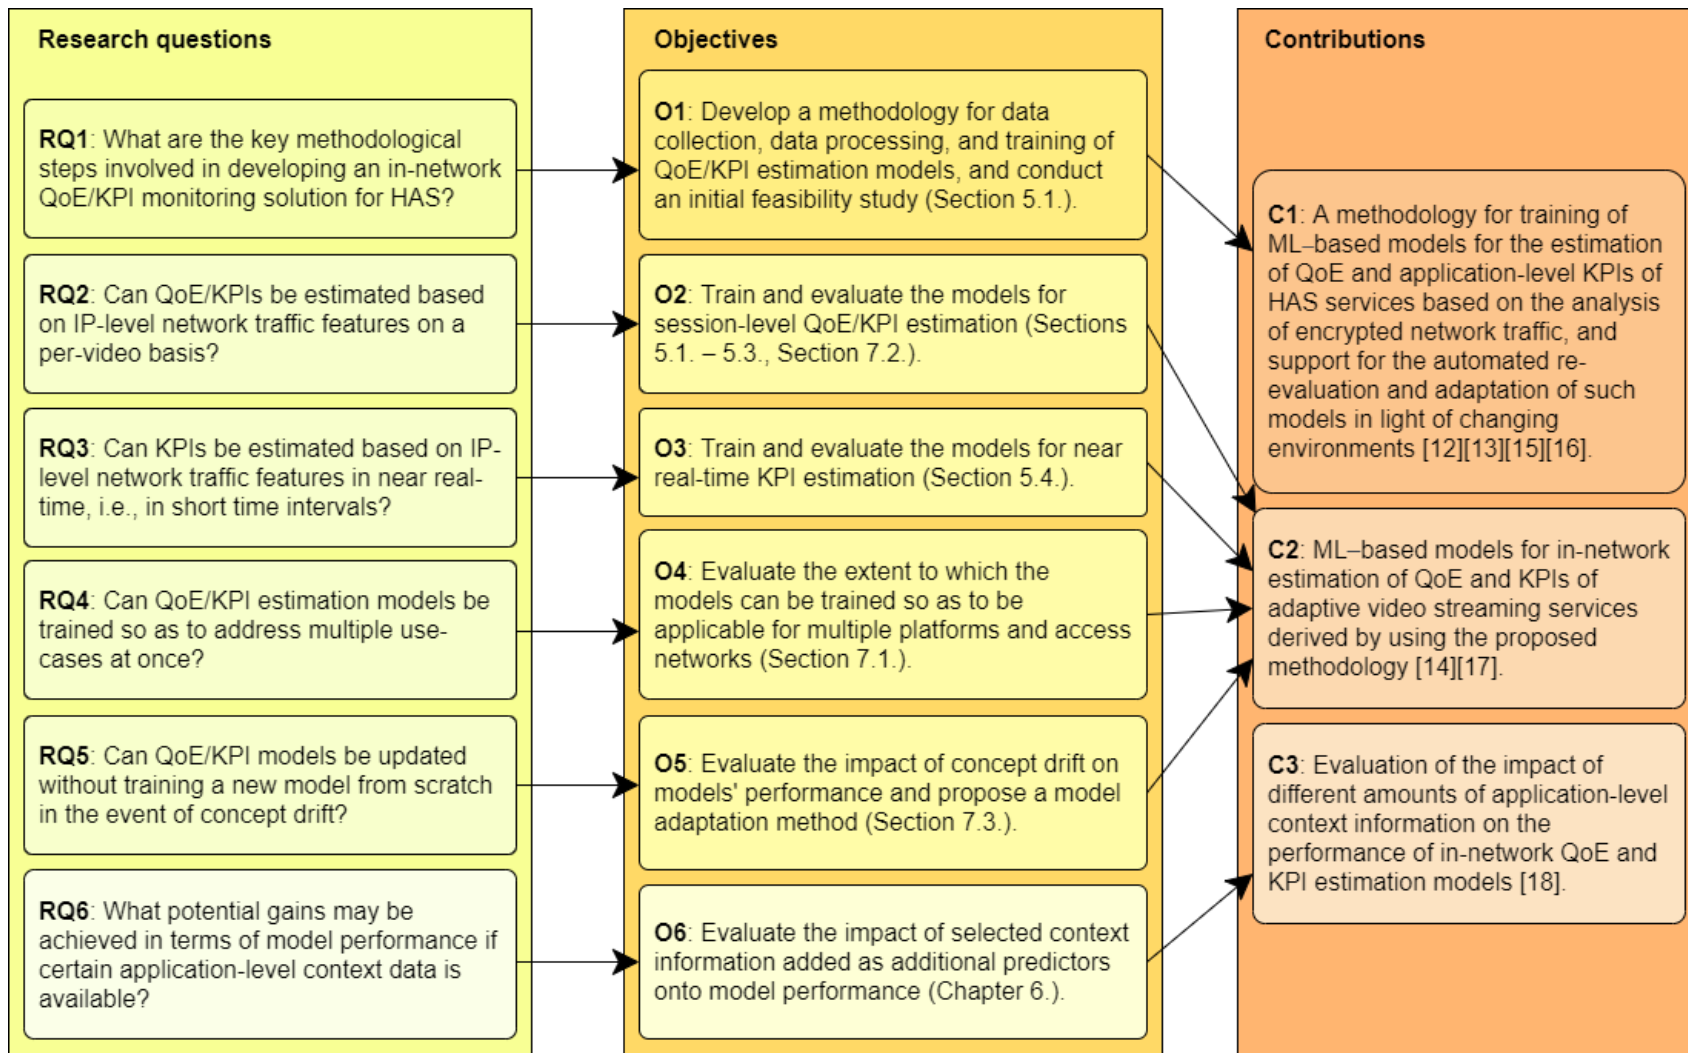 Research questions
RQ1: What are the key methodological
steps involved in developing an in-network
QoE/KPI monitoring solution for HAS?
RQ2: Can QoE/KPIs be estimated based
on IP-level network traffic features on a
per-video basis?
RQ3: Can KPIs be estimated based on IP-
level network traffic features in near real-
time, i.e., in short time intervals?
RQ4: Can QoE/KPI estimation models be
trained so as to address multiple use-
cases at once?
RQ5: Can QoE/KPI models be updated
without training a new model from scratch
in the event of concept drift?
RQ6: What potential gains may be
achieved in terms of model performance if
certain application-level context data is
available?
Objectives
O1: Develop a methodology for data
collection, data processing, and training of
QoE/KPI estimation models, and conduct
an initial feasibility study (Section 5.1.).
O2: Train and evaluate the models for
session-level QoE/KPI estimation (Sections
5.1. – 5.3., Section 7.2.).
O3: Train and evaluate the models for near
real-time KPI estimation (Section 5.4.).
O4: Evaluate the extent to which the
models can be trained so as to be
applicable for multiple platforms and access
networks (Section 7.1.).
O5: Evaluate the impact of concept drift on
models' performance and propose a model
adaptation method (Section 7.3.).
O6: Evaluate the impact of selected context
information added as additional predictors
onto model performance (Chapter 6.).
Contributions
C1: A methodology for training of
ML–based models for the estimation
of QoE and application-level KPIs of
HAS services based on the analysis
of encrypted network traffic, and
support for the automated re-
evaluation and adaptation of such
models in light of changing
environments [12][13][15][16].
C2: ML–based models for in-network
estimation of QoE and KPIs of
adaptive video streaming services
derived by using the proposed
methodology [14][17].
C3: Evaluation of the impact of
different amounts of application-level
context information on the
performance of in-network QoE and
KPI estimation models [18].